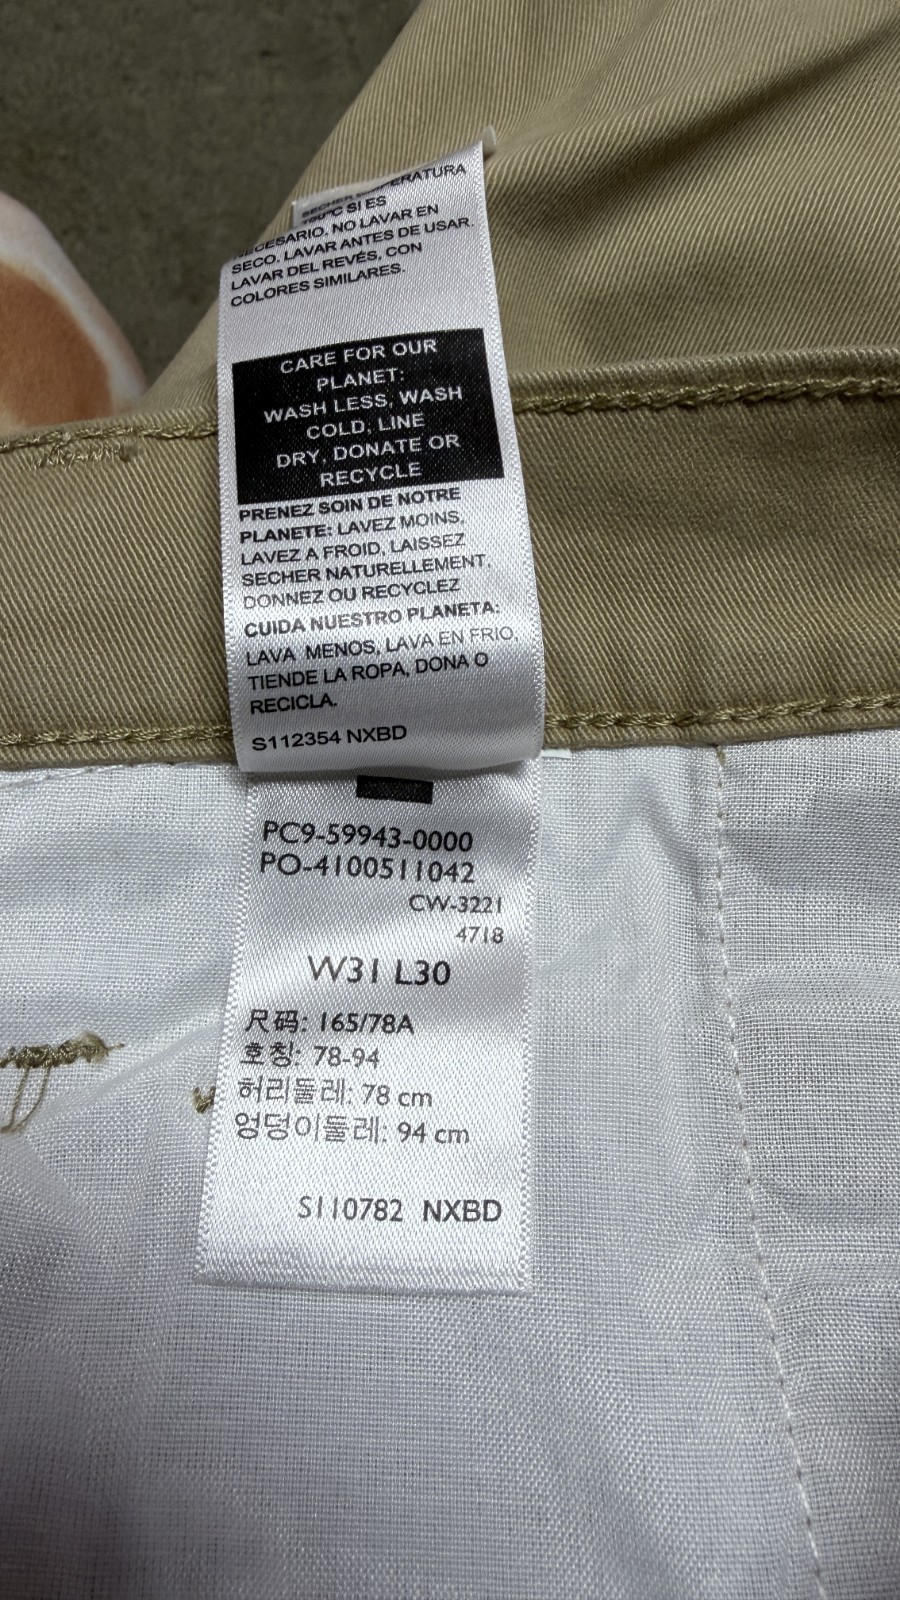 TEMPERATURA
SI ES
NECESARIO. NO LAVAR EN
SECO. LAVAR ANTES DE USAR.
LAVAR DEL REVÉS, CON
COLORES SIMILARES.
CARE FOR OUR
PLANET:
WASH LESS, WASH
COLD, LINE
DRY, DONATE OR
RECYCLE
PRENEZ SOIN DE NOTRE
PLANETE: LAVEZ MOINS,
LAVEZ A FROID, LAISSEZ
SECHER NATURELLEMENT,
DONNEZ OU RECYCLEZ
CUIDA NUESTRO PLANETA:
LAVA MENOS, LAVA EN FRIO,
TIENDE LA ROPA, DONA O
RECICLA.
S112354 NXBD
PC9-59943-0000
PO-4100511042
CW-3221
4718
W31 L30
尺码: 165/78A
호칭: 78-94
허리둘레: 78 cm
엉덩이둘레: 94 cm
S110782 NXBD